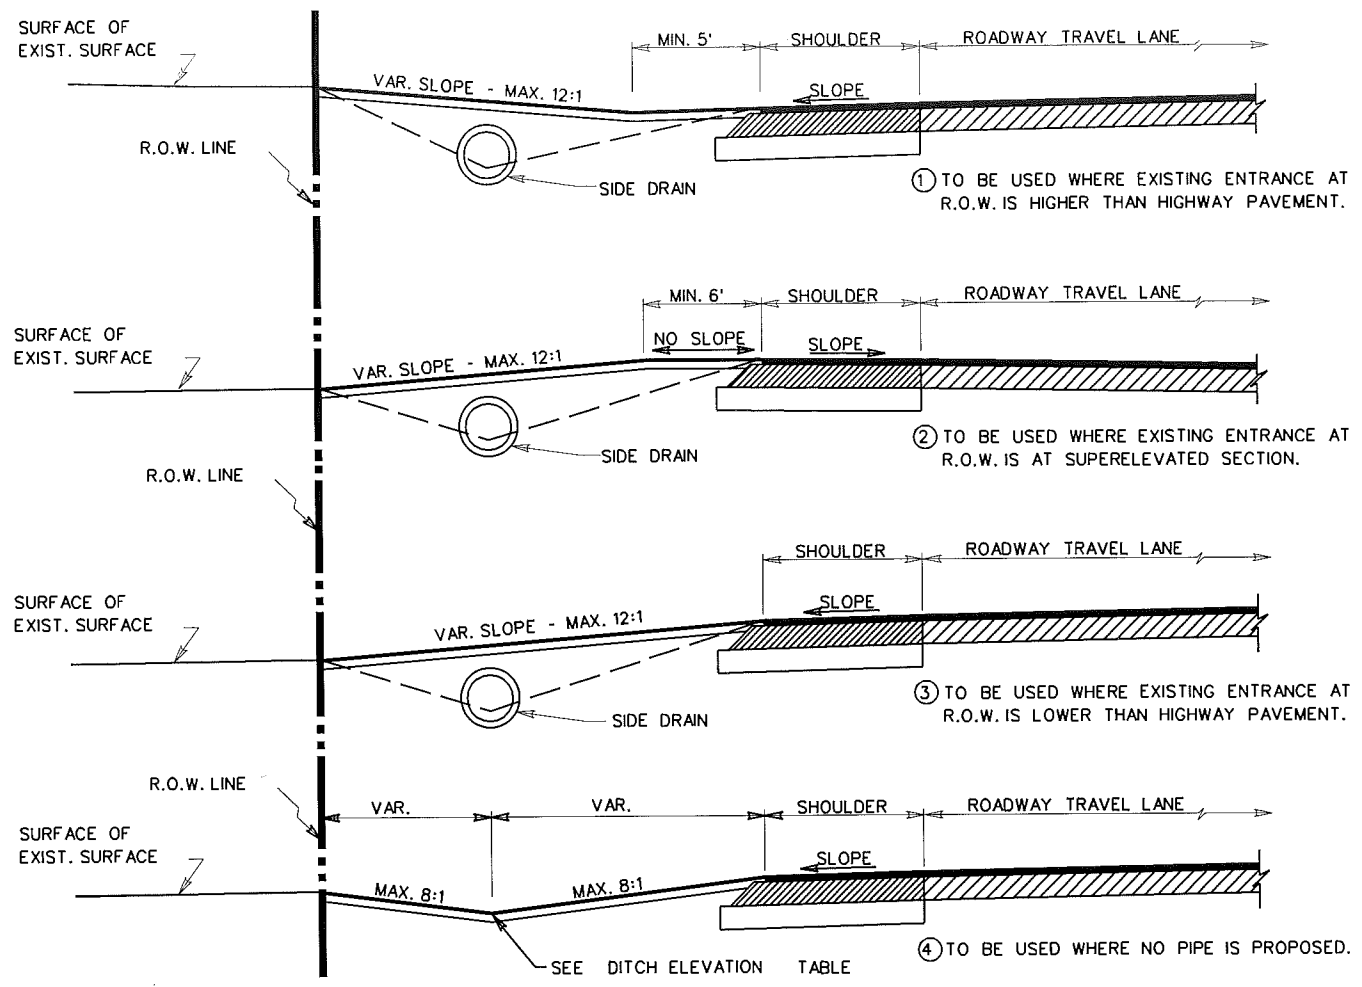 SURFACE OF
EXIST. SURFACE
MIN. 5'
SHOULDER
ROADWAY TRAVEL LANE
VAR. SLOPE - MAX. 12:1
SLOPE
R.O.W. LINE
SIDE DRAIN
1 TO BE USED WHERE EXISTING ENTRANCE AT
R.O.W. IS HIGHER THAN HIGHWAY PAVEMENT.
SURFACE OF
EXIST. SURFACE
MIN. 6'
SHOULDER
ROADWAY TRAVEL LANE
NO SLOPE
SLOPE
VAR. SLOPE - MAX. 12:1
SIDE DRAIN
2 TO BE USED WHERE EXISTING ENTRANCE AT
R.O.W. IS AT SUPERELEVATED SECTION.
R.O.W. LINE
SHOULDER
ROADWAY TRAVEL LANE
SURFACE OF
EXIST. SURFACE
VAR. SLOPE - MAX. 12:1
SLOPE
SIDE DRAIN
3 TO BE USED WHERE EXISTING ENTRANCE AT
R.O.W. IS LOWER THAN HIGHWAY PAVEMENT.
R.O.W. LINE
VAR.
VAR.
SHOULDER
ROADWAY TRAVEL LANE
SURFACE OF
EXIST. SURFACE
SLOPE
MAX. 8:1
MAX. 8:1
4 TO BE USED WHERE NO PIPE IS PROPOSED.
SEE DITCH ELEVATION TABLE